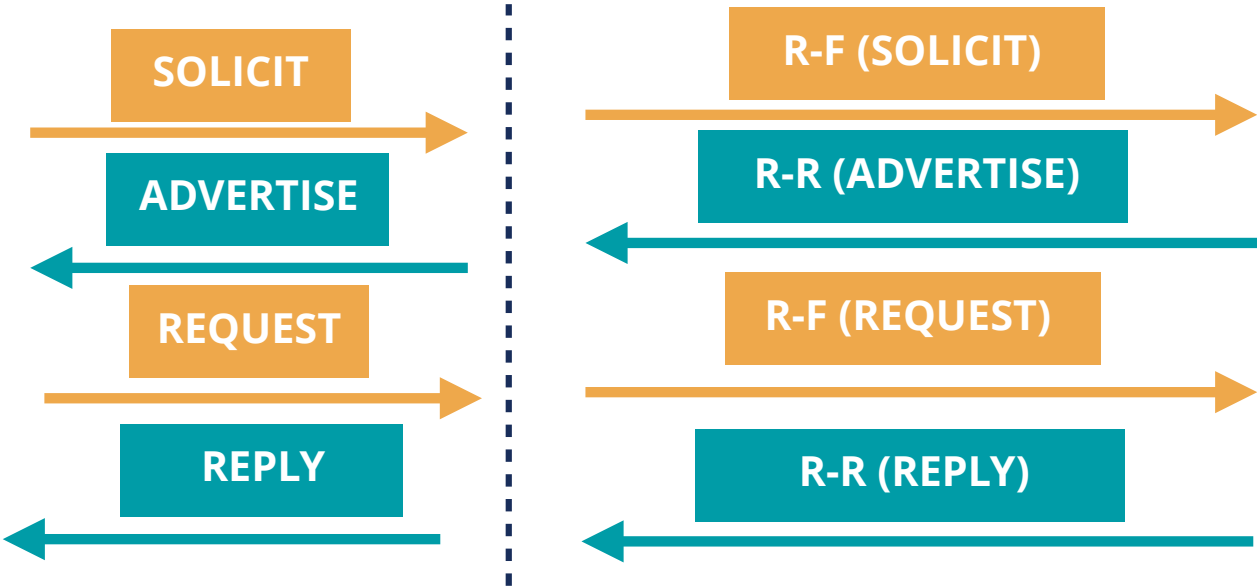 SOLICIT
ADVERTISE
REQUEST
REPLY
R-F (SOLICIT)
R-R (ADVERTISE)
R-F (REQUEST)
R-R (REPLY)